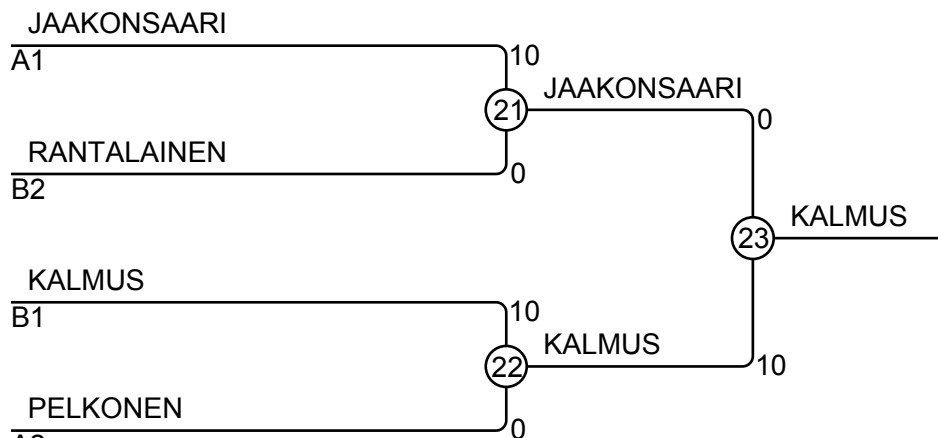 JAAKONSAARI
A1
10
21
JAAKONSAARI
0
RANTALAINEN
B2
0
23
KALMUS
KALMUS
B1
10
22
KALMUS
10
PELKONEN
0